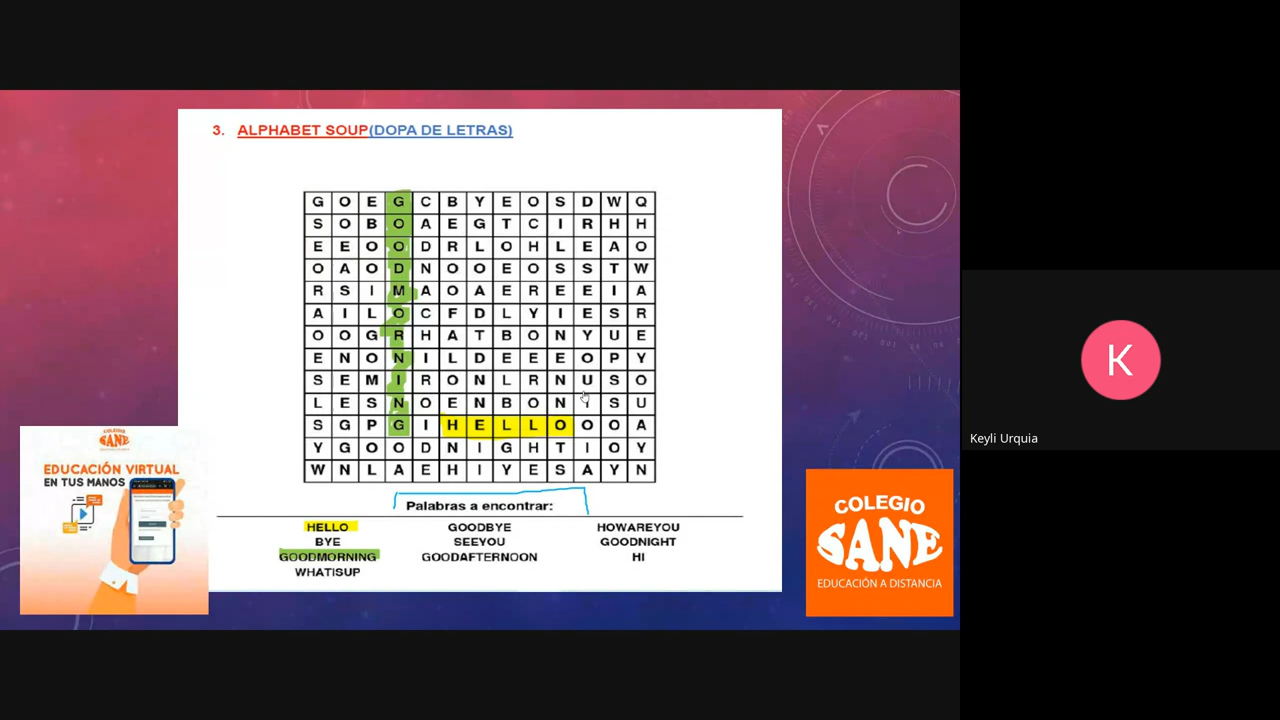 3. ALPHABET SOUP(DOPA DE LETRAS)
G O E G C B Y E O S D W Q
S O B O A E G T C I R H H
E E O O D R L O H L E A O
O A O D N O O E O S S T W
R S I M A O A E R E E I A
A I L O C F D L Y I E S R
O O G R H A T B O N Y U E
E N O N I L D E E E O P Y
S E M I R O N L R N U S O
L E S N O E N B O N I S U
S G P G I H E L L O O O A
Y G O O D N I G H T I O Y
W N L A E H I Y E S A Y N
Palabras a encontrar:
HELLO GOODBYE HOWAREYOU
BYE SEEYOU GOODNIGHT
GOODMORNING GOODAFTERNOON HI
WHATISUP
SANE
EDUCACIÓN VIRTUAL
EN TUS MANOS
COLEGIO
SANE
EDUCACIÓN A DISTANCIA
K
Keyli Urquia